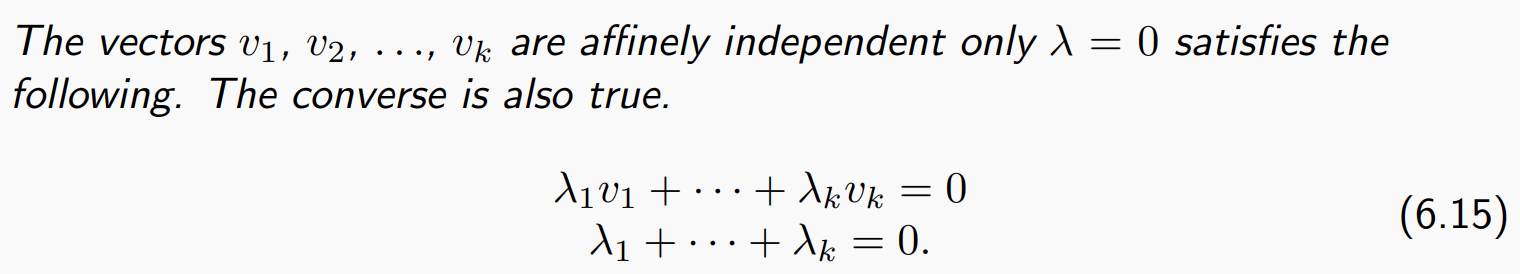 The vectors v₁, v₂, …, vₖ are affinely independent only λ = 0 satisfies the
following. The converse is also true.
λ₁v₁ + ⋯ + λₖvₖ = 0
λ₁ + ⋯ + λₖ = 0.
(6.15)